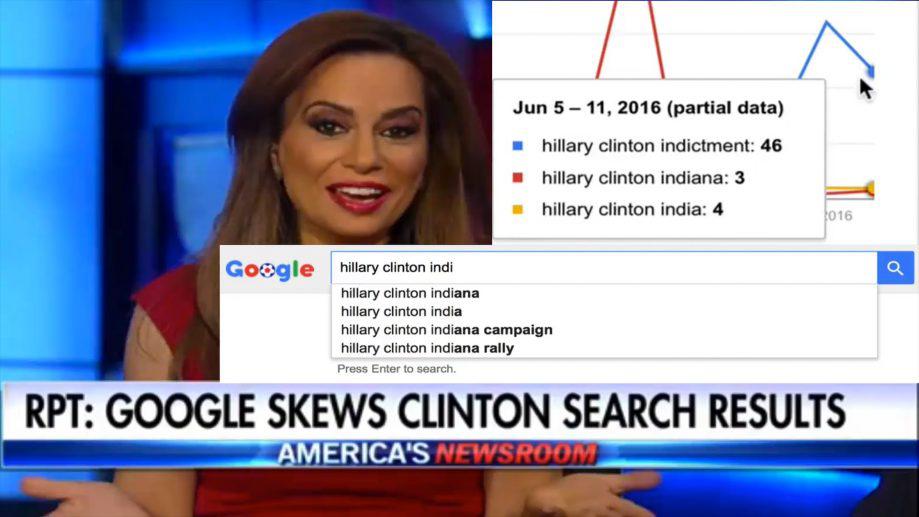 Jun 5 – 11, 2016 (partial data)
hillary clinton indictment: 46
hillary clinton indiana: 3
hillary clinton india: 4
2016
Google
hillary clinton indi
hillary clinton indiana
hillary clinton india
hillary clinton indiana campaign
hillary clinton indiana rally
Press Enter to search.
RPT: GOOGLE SKEWS CLINTON SEARCH RESULTS
AMERICA'S NEWSROOM